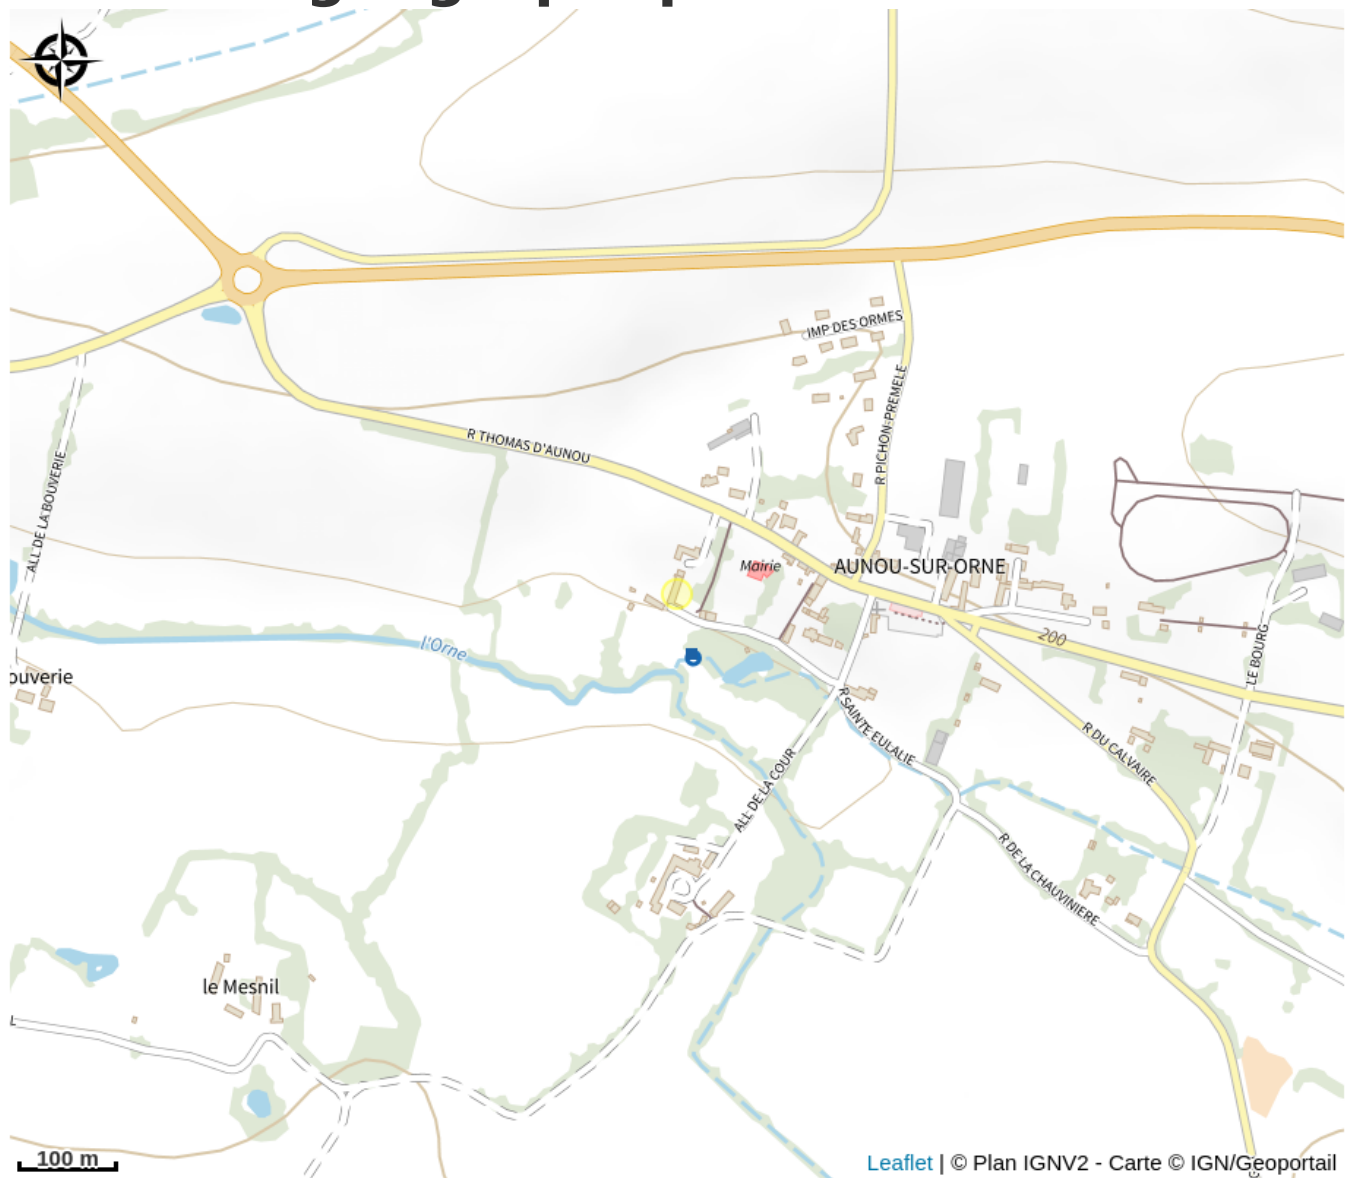 IMP DES ORMES
R PICHON-PREMELE
R THOMAS D'AUNOU
ALL DE LA BOUVERIE
Mairie
AUNOU-SUR-ORNE
200
l'Orne
LE BOURG
ouverie
R SAINTE EULALIE
R DU CALVAIRE
ALL DE LA COUR
R DE LA CHAUVINIERE
le Mesnil
100 m
Leaflet | © Plan IGNV2 - Carte © IGN/Geoportail